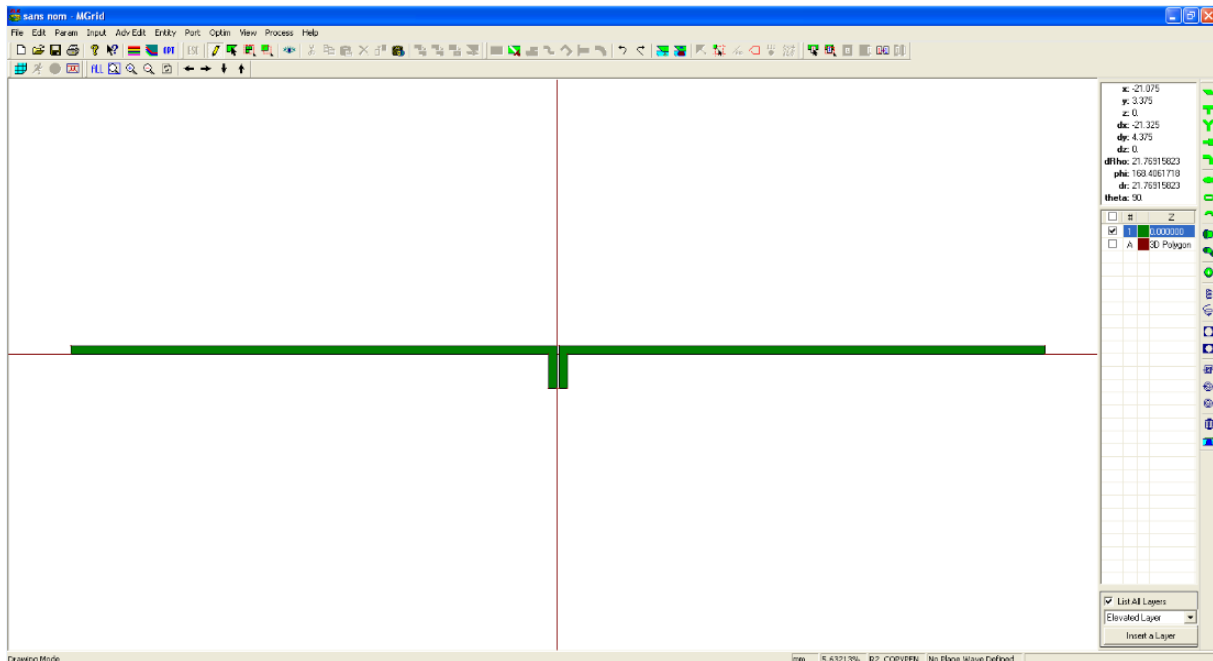 sans nom - MGrid
File Edit Param Input Adv Edit Entity Port Optim View Process Help
ALL
x: -21.075
y: 3.375
z: 0.
dx: -21.325
dy: 4.375
dz: 0.
dRho: 21.76915823
phi: 168.4061718
dr: 21.76915823
theta: 90.
# Z
1 0.000000
A 3D Polygon
List All Layers
Elevated Layer
Insert a Layer
Drawing Mode mm 5.63213% R2_COPYPEN No Plane Wave Defined